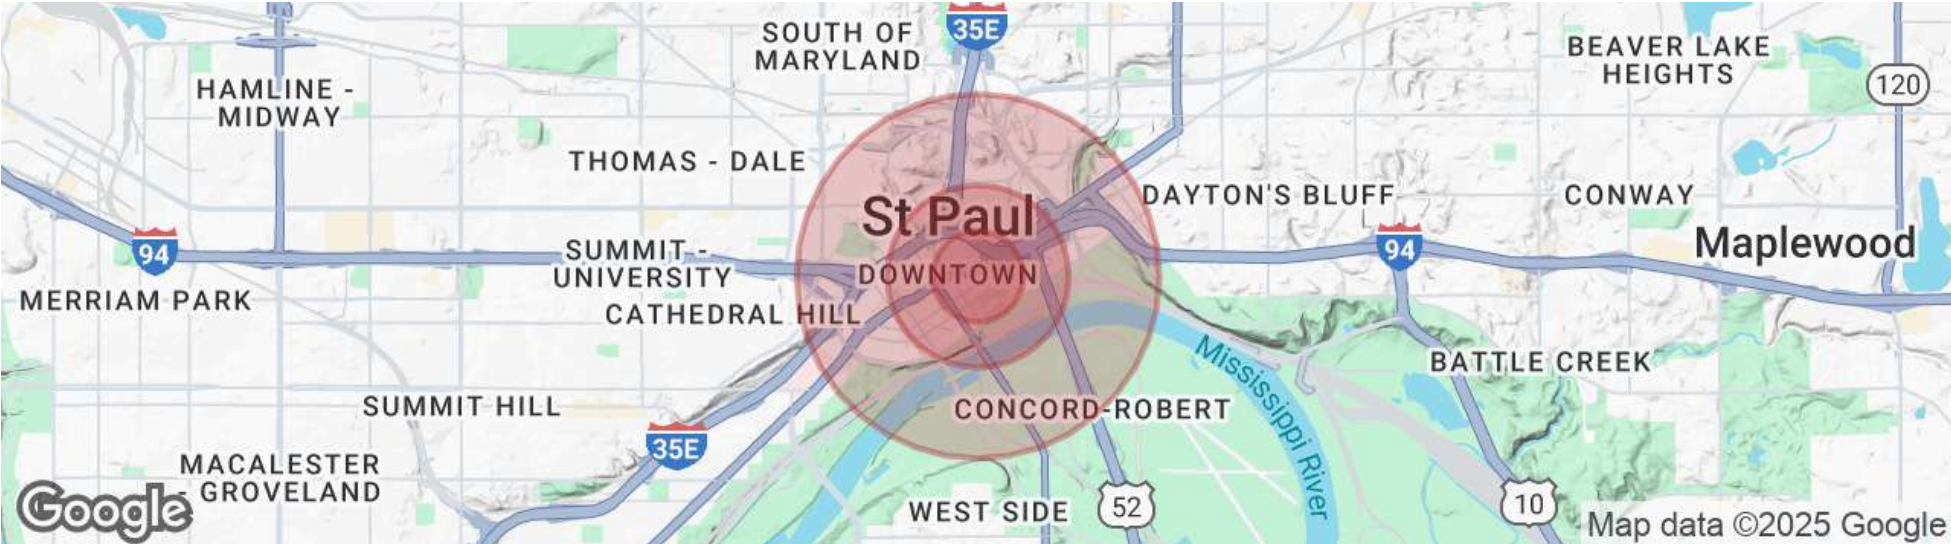 SOUTH OF
MARYLAND
35E
BEAVER LAKE
HEIGHTS
120
HAMLINE -
MIDWAY
THOMAS - DALE
DAYTON'S BLUFF
CONWAY
St Paul
94
SUMMIT -
UNIVERSITY
DOWNTOWN
94
Maplewood
MERRIAM PARK
CATHEDRAL HILL
Mississippi River
BATTLE CREEK
SUMMIT HILL
CONCORD-ROBERT
35E
MACALESTER
- GROVELAND
WEST SIDE
52
10
Google
Map data ©2025 Google